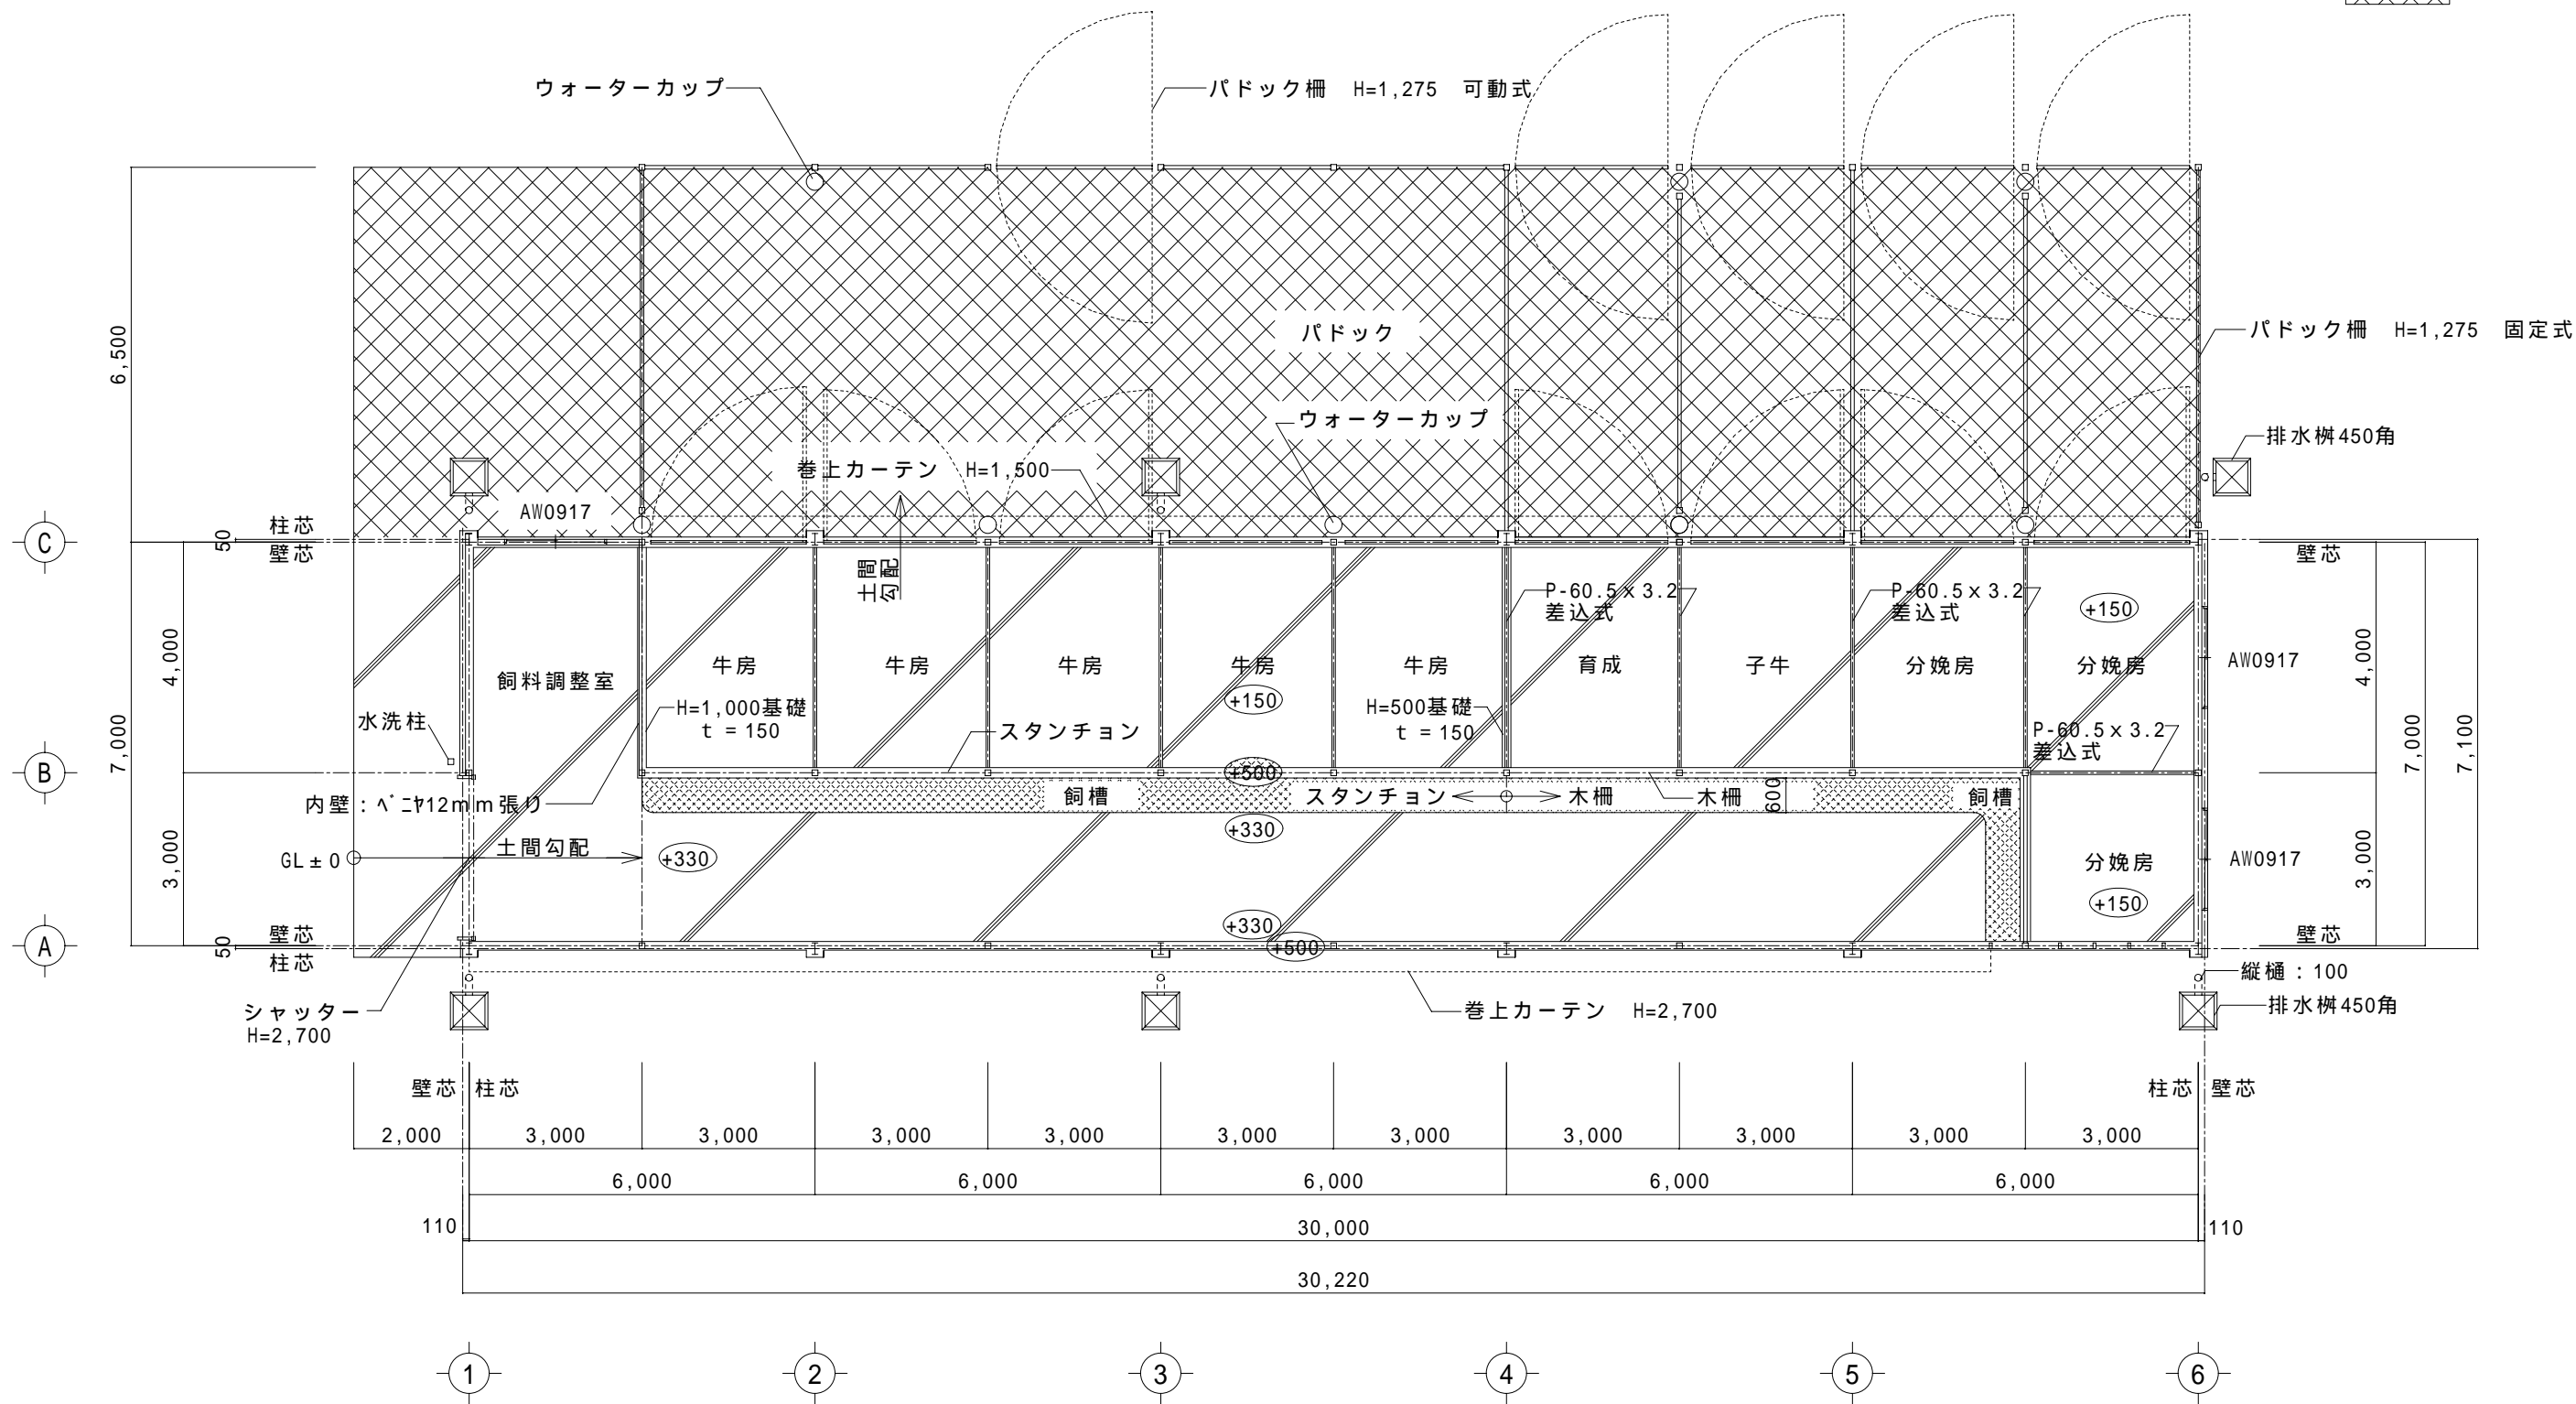 ウォーターカップ
パドック柵 H=1,275 可動式
6,500
パドック
パドック柵 H=1,275 固定式
ウォーターカップ
排水桝450角
巻上カーテン H=1,500
AW0917
C
50
柱芯
壁芯
壁芯
土間
勾配
P-60.5×3.2
差込式
P-60.5×3.2
差込式
+150
4,000
飼料調整室
牛房
牛房
牛房
牛房
牛房
育成
子牛
分娩房
分娩房
AW0917
4,000
+150
水洗柱
H=1,000基礎
t=150
スタンチョン
H=500基礎
t=150
P-60.5×3.2
差込式
7,000
7,000
7,100
B
+500
内壁:ベニヤ12mm張り
飼槽
スタンチョン
木柵
木柵
600
飼槽
+330
GL±0
土間勾配
+330
3,000
分娩房
AW0917
3,000
+150
+330
+500
A
50
壁芯
柱芯
壁芯
縦樋:100
シャッター
H=2,700
巻上カーテン H=2,700
排水桝450角
壁芯 柱芯
柱芯 壁芯
2,000 3,000 3,000 3,000 3,000 3,000 3,000 3,000 3,000 3,000 3,000
6,000 6,000 6,000 6,000 6,000
110 30,000 110
30,220
1 2 3 4 5 6